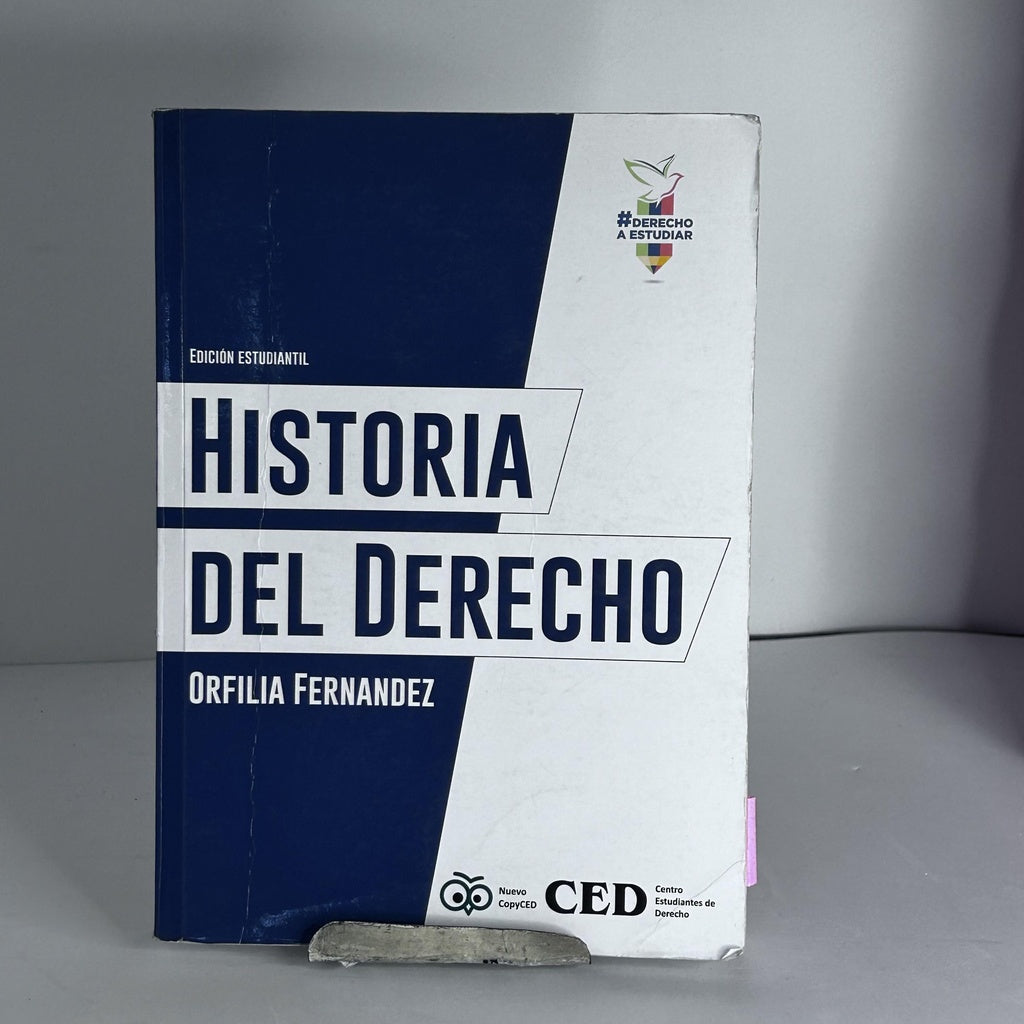 #DERECHO
A ESTUDIAR
EDICIÓN ESTUDIANTIL
HISTORIA
DEL DERECHO
ORFILIA FERNANDEZ
Nuevo
CopyCED
CED
Centro
Estudiantes de
Derecho